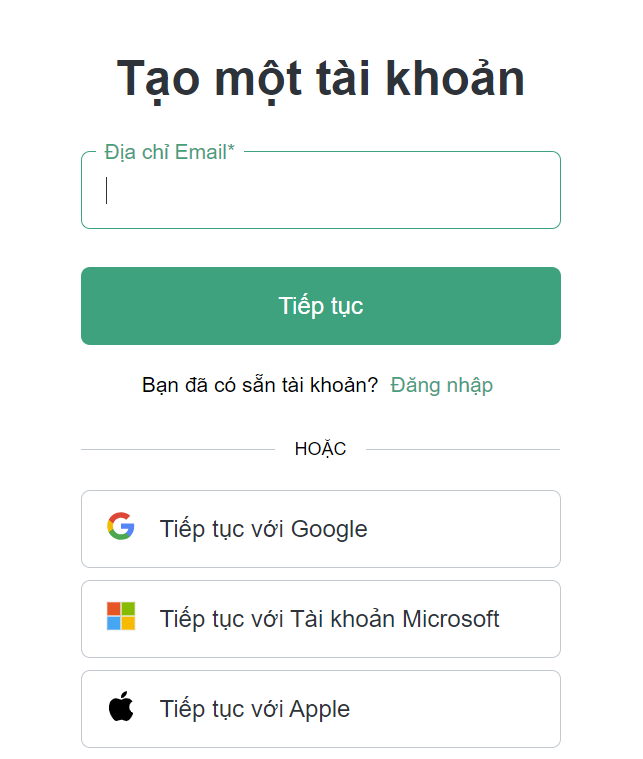 Tạo một tài khoản
Địa chỉ Email*
Tiếp tục
Bạn đã có sẵn tài khoản? Đăng nhập
HOẶC
Tiếp tục với Google
Tiếp tục với Tài khoản Microsoft
Tiếp tục với Apple